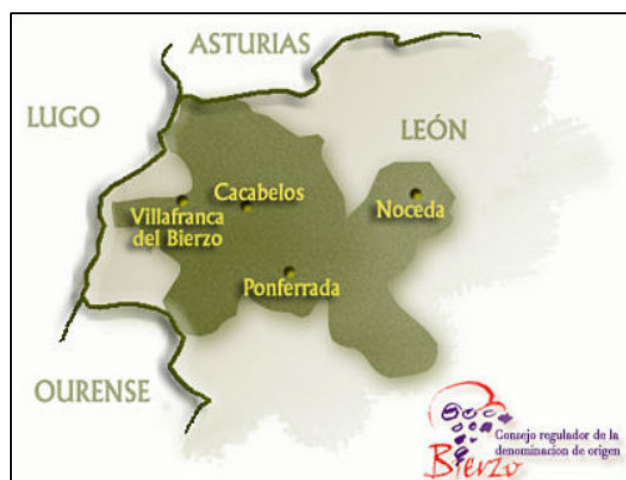 ASTURIAS
LUGO
LEÓN
Cacabelos
Villafranca
del Bierzo
Noceda
Ponferrada
OURENSE
Consejo regulador de la
denominacion de origen
Bierzo